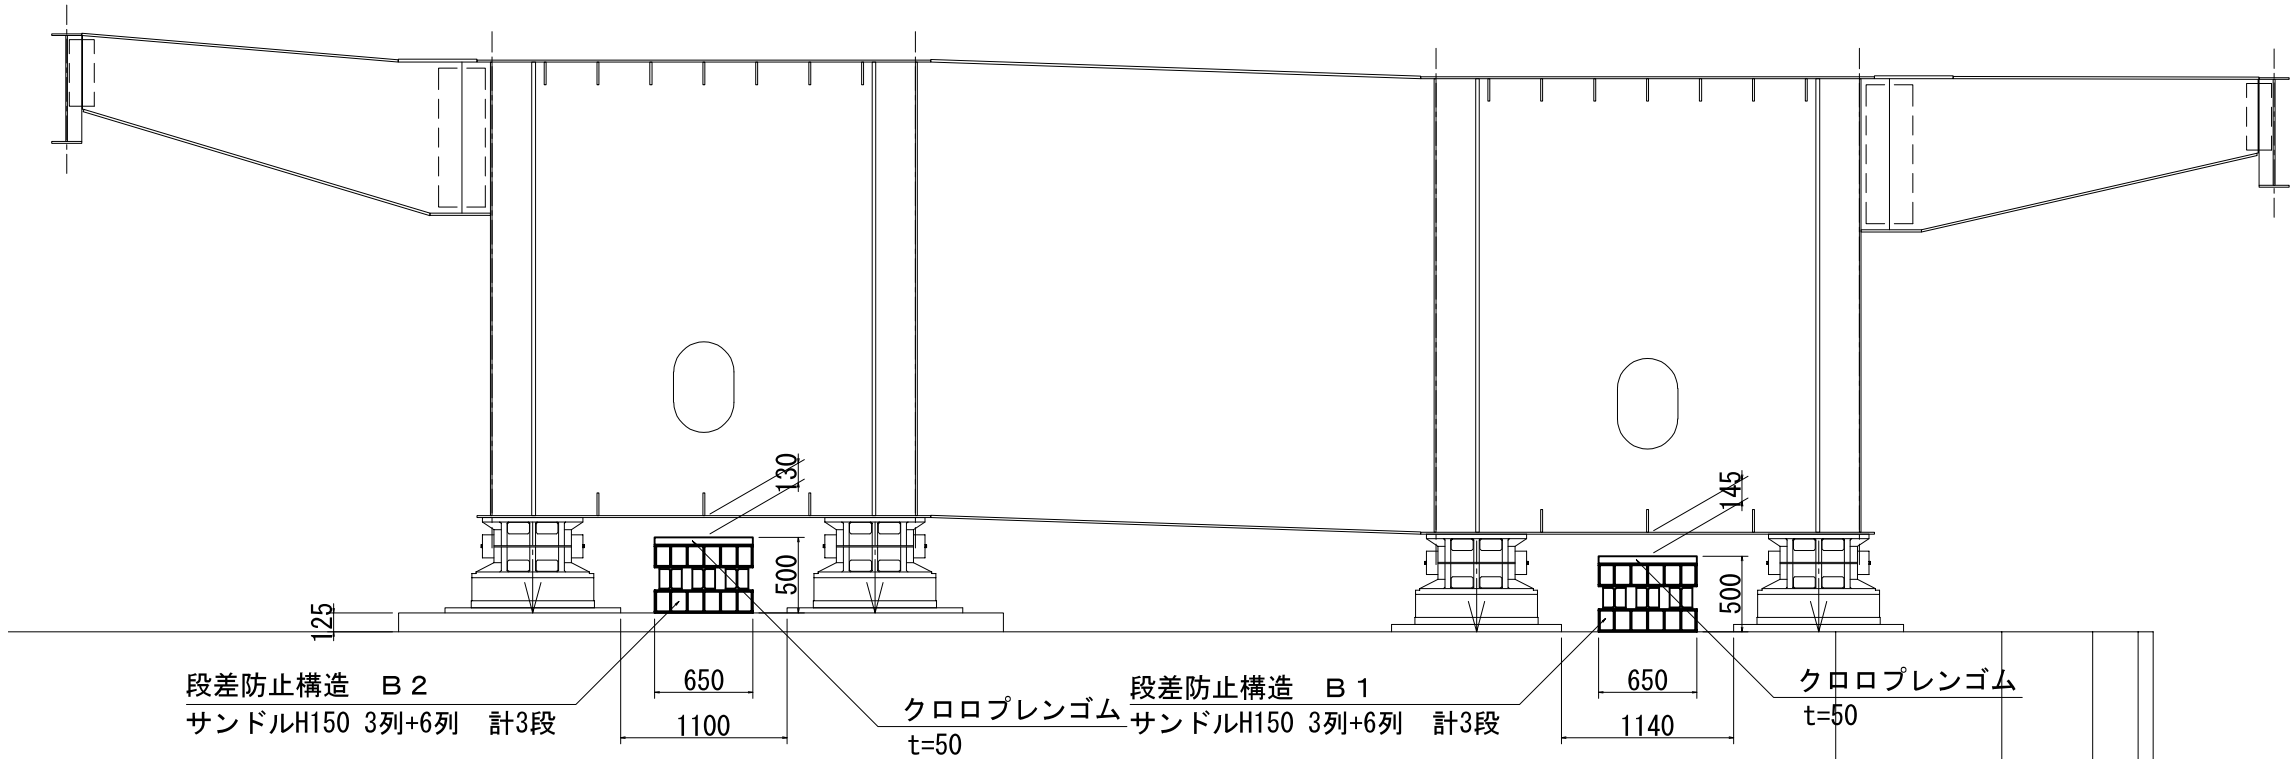 130
145
500
500
125
650
650
1100
1140
段差防止構造　Ｂ２
サンドルH150 3列+6列　計3段
クロロプレンゴム
t=50
段差防止構造　Ｂ１
サンドルH150 3列+6列　計3段
クロロプレンゴム
t=50